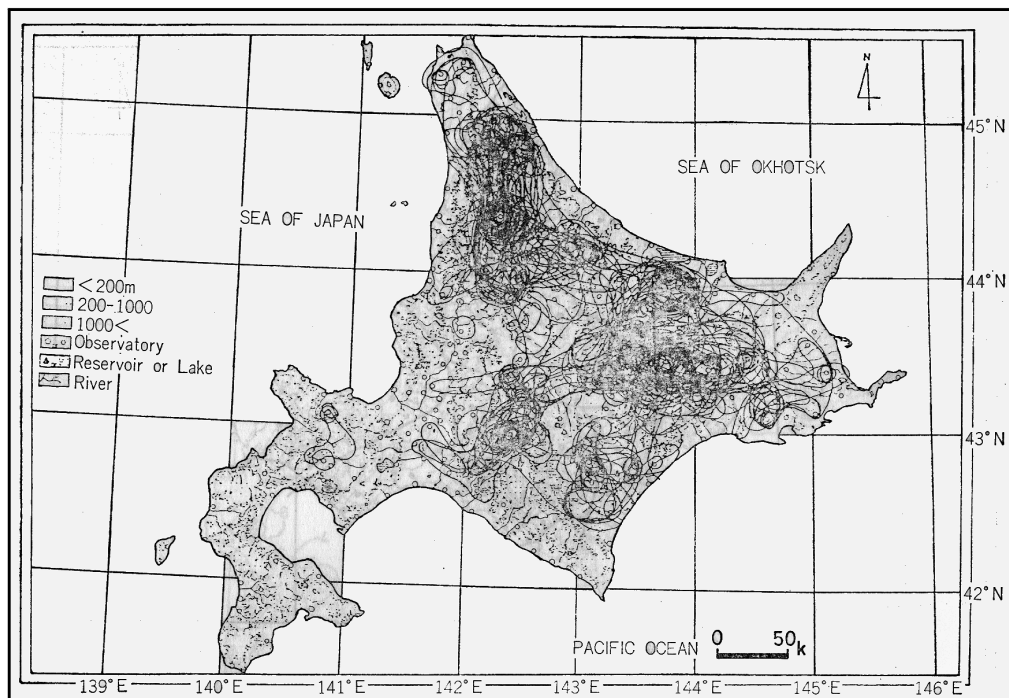 N
45°N
SEA OF OKHOTSK
SEA OF JAPAN
44°N
<200m
200-1000
1000<
Observatory
Reservoir or Lake
River
43°N
42°N
PACIFIC OCEAN
0 50k
139°E 140°E 141°E 142°E 143°E 144°E 145°E 146°E